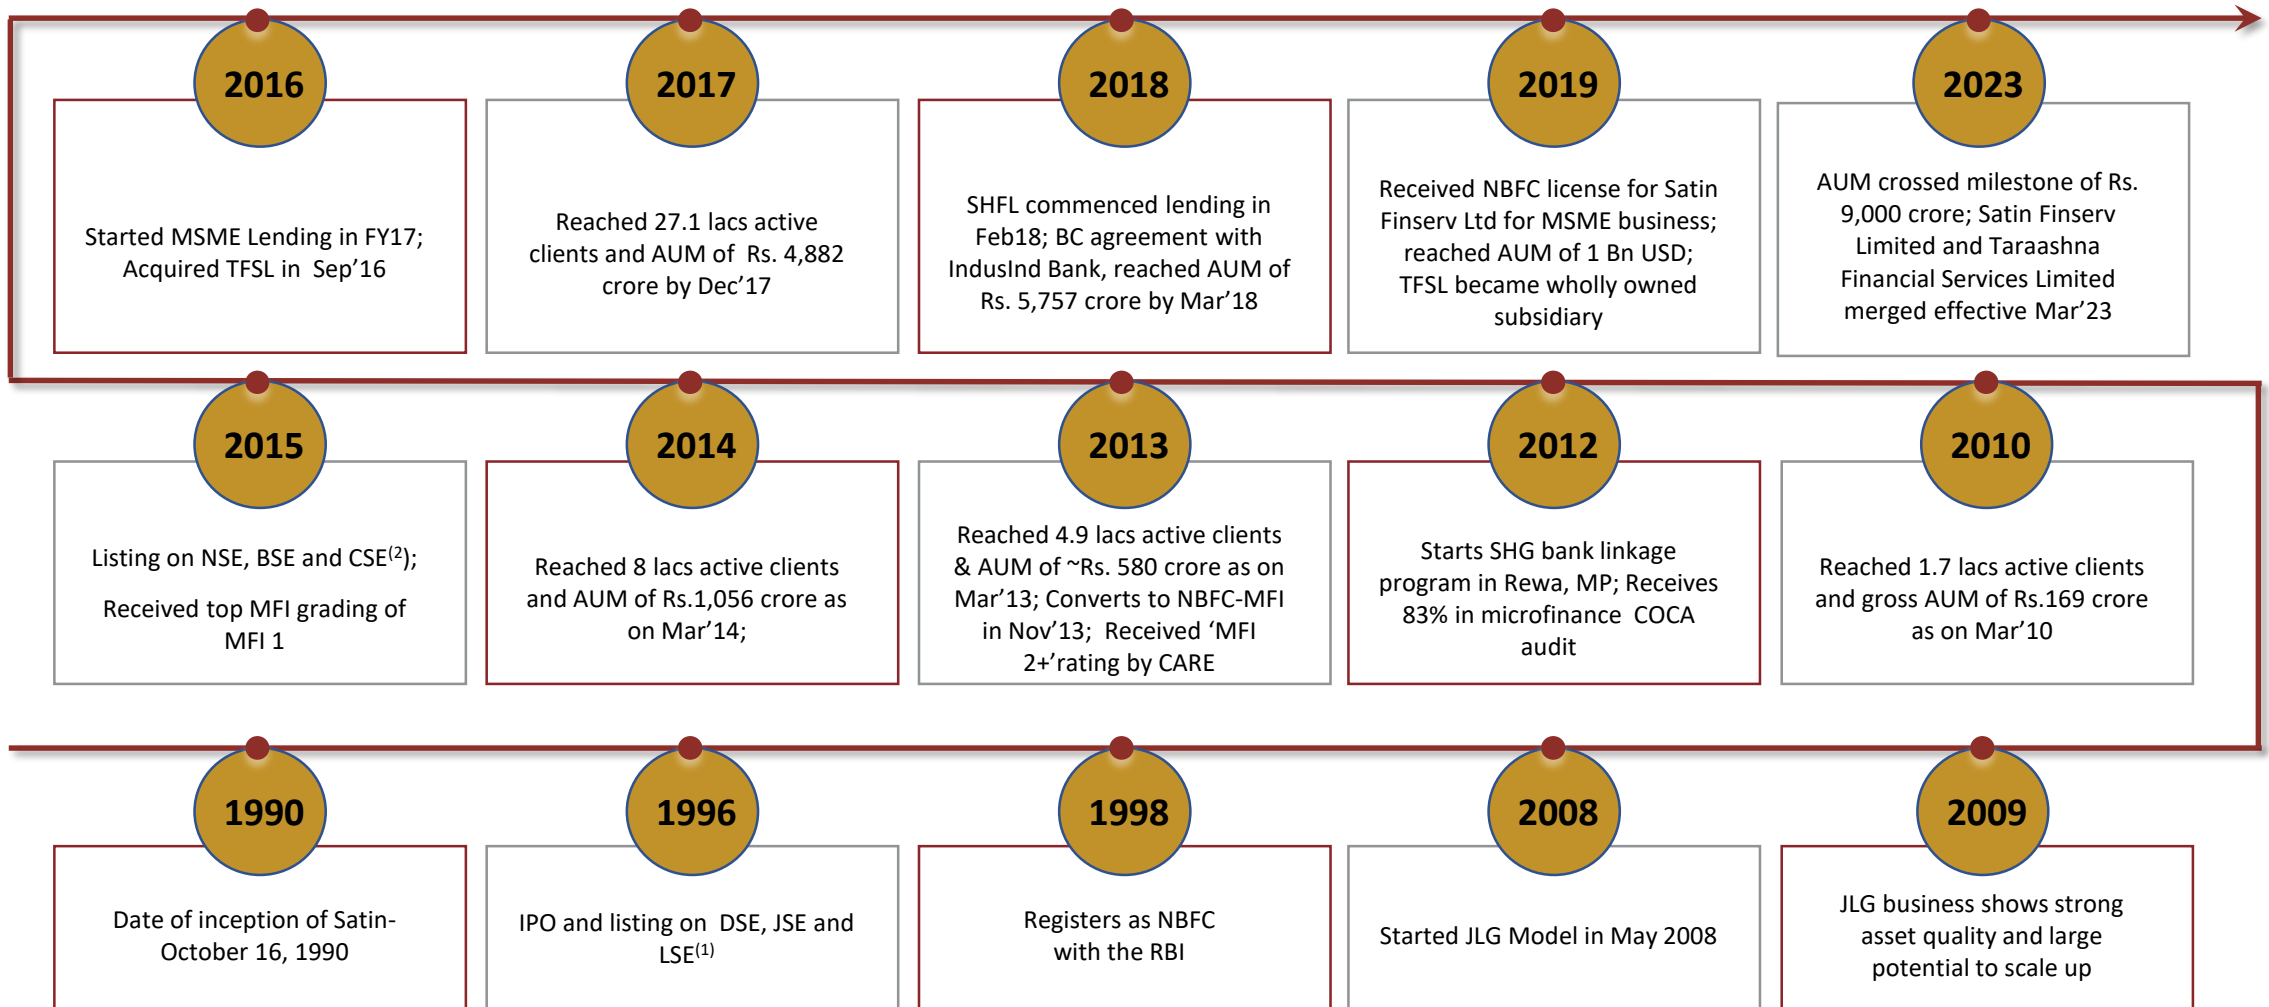 2016
Started MSME Lending in FY17;
Acquired TFSL in Sep’16
2017
Reached 27.1 lacs active
clients and AUM of Rs. 4,882
crore by Dec’17
2018
SHFL commenced lending in
Feb18; BC agreement with
IndusInd Bank, reached AUM of
Rs. 5,757 crore by Mar’18
2019
Received NBFC license for Satin
Finserv Ltd for MSME business;
reached AUM of 1 Bn USD;
TFSL became wholly owned
subsidiary
2023
AUM crossed milestone of Rs.
9,000 crore; Satin Finserv
Limited and Taraashna
Financial Services Limited
merged effective Mar’23
2015
Listing on NSE, BSE and CSE(2);
Received top MFI grading of
MFI 1
2014
Reached 8 lacs active clients
and AUM of Rs.1,056 crore as
on Mar’14;
2013
Reached 4.9 lacs active clients
& AUM of ~Rs. 580 crore as on
Mar’13; Converts to NBFC-MFI
in Nov’13; Received ‘MFI
2+’rating by CARE
2012
Starts SHG bank linkage
program in Rewa, MP; Receives
83% in microfinance COCA
audit
2010
Reached 1.7 lacs active clients
and gross AUM of Rs.169 crore
as on Mar’10
1990
Date of inception of Satin-
October 16, 1990
1996
IPO and listing on DSE, JSE and
LSE(1)
1998
Registers as NBFC
with the RBI
2008
Started JLG Model in May 2008
2009
JLG business shows strong
asset quality and large
potential to scale up